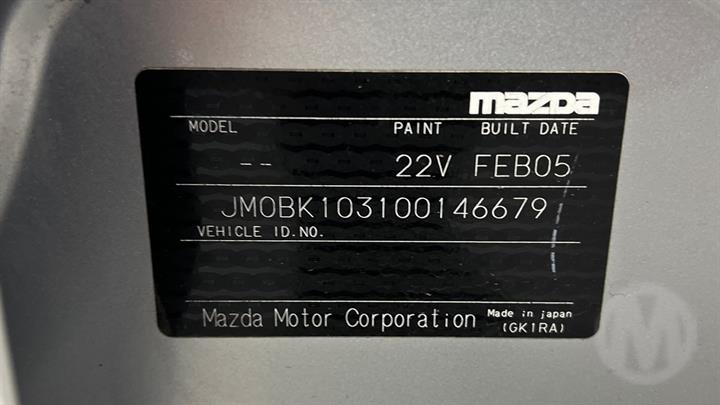 mazda
MODEL PAINT BUILT DATE
-- 22V FEB05
JM0BK103100146679
VEHICLE ID.NO.
Mazda Motor Corporation Made in japan
(GK1RA)
M